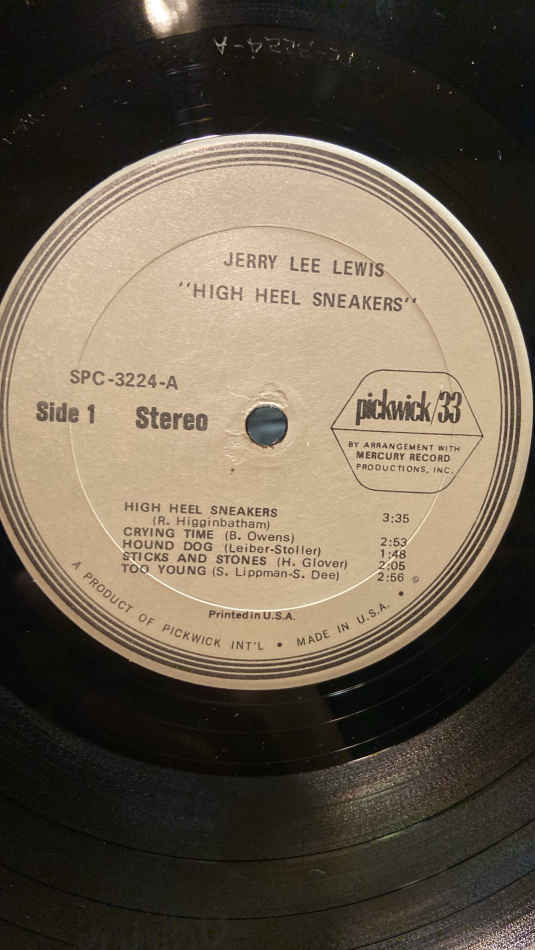 JERRY LEE LEWIS
"HIGH HEEL SNEAKERS"
SPC-3224-A
Side 1 Stereo
pickwick/33
BY ARRANGEMENT WITH
MERCURY RECORD
PRODUCTIONS, INC.
HIGH HEEL SNEAKERS
(R. Higginbatham) 3:35
CRYING TIME (B. Owens) 2:53
HOUND DOG (Leiber-Stoller) 1:48
STICKS AND STONES (H. Glover) 2:05
TOO YOUNG (S. Lippman-S. Dee) 2:56 ℗
Printed in U.S.A.
A PRODUCT OF PICKWICK INT'L • MADE IN U.S.A. •